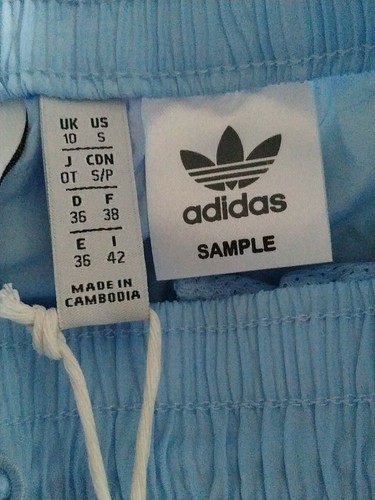 UK US
10 S
J CDN
OT S/P
D F
36 38
E I
36 42
MADE IN
CAMBODIA
adidas
SAMPLE